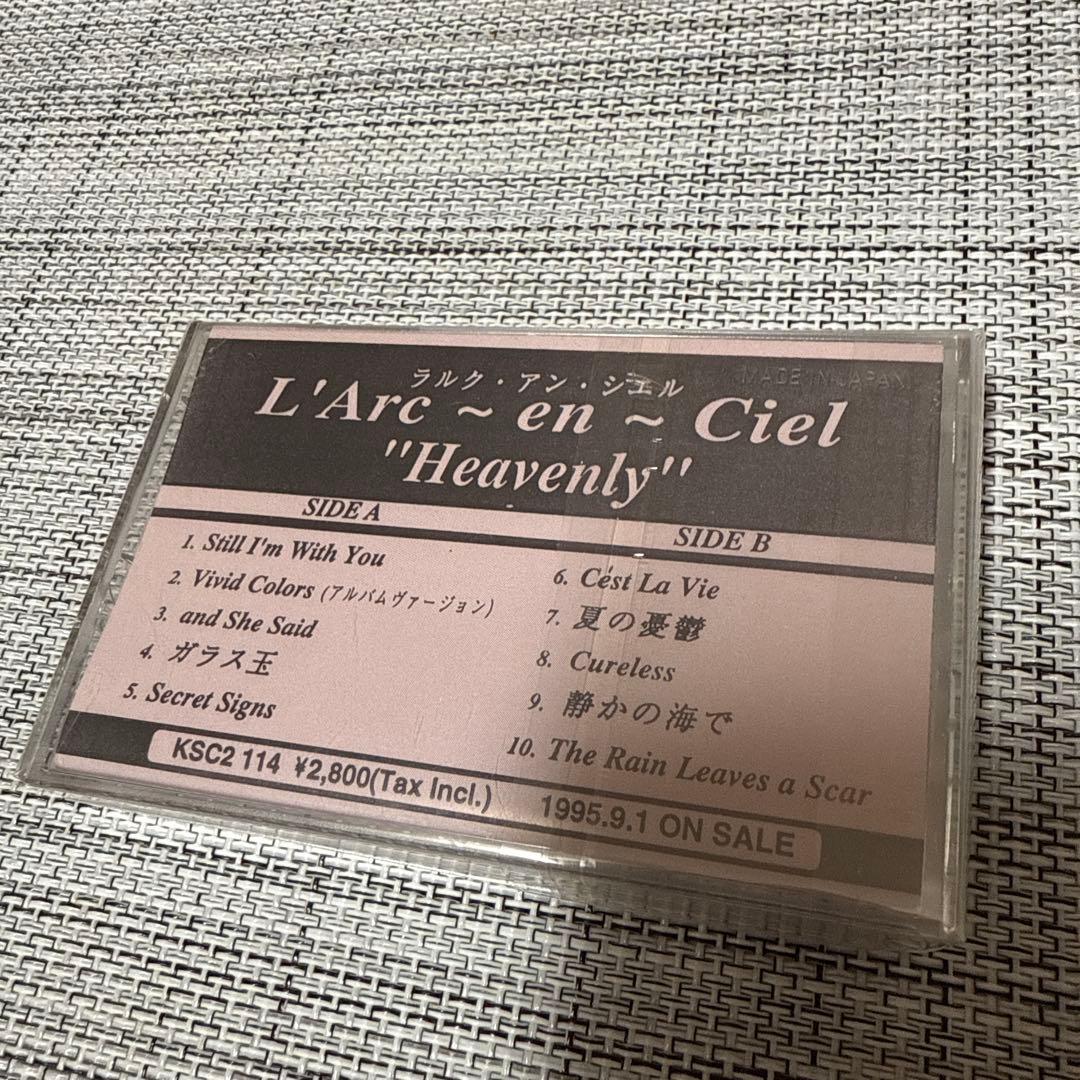 MADE IN JAPAN
ラルク・アン・シエル
L'Arc ~ en ~ Ciel
"Heavenly"
SIDE A
1. Still I'm With You
2. Vivid Colors (アルバムヴァージョン)
3. and She Said
4. ガラス玉
5. Secret Signs
SIDE B
6. Cést La Vie
7. 夏の憂鬱
8. Cureless
9. 静かの海で
10. The Rain Leaves a Scar
KSC2 114 ¥2,800(Tax Incl.) 1995.9.1 ON SALE